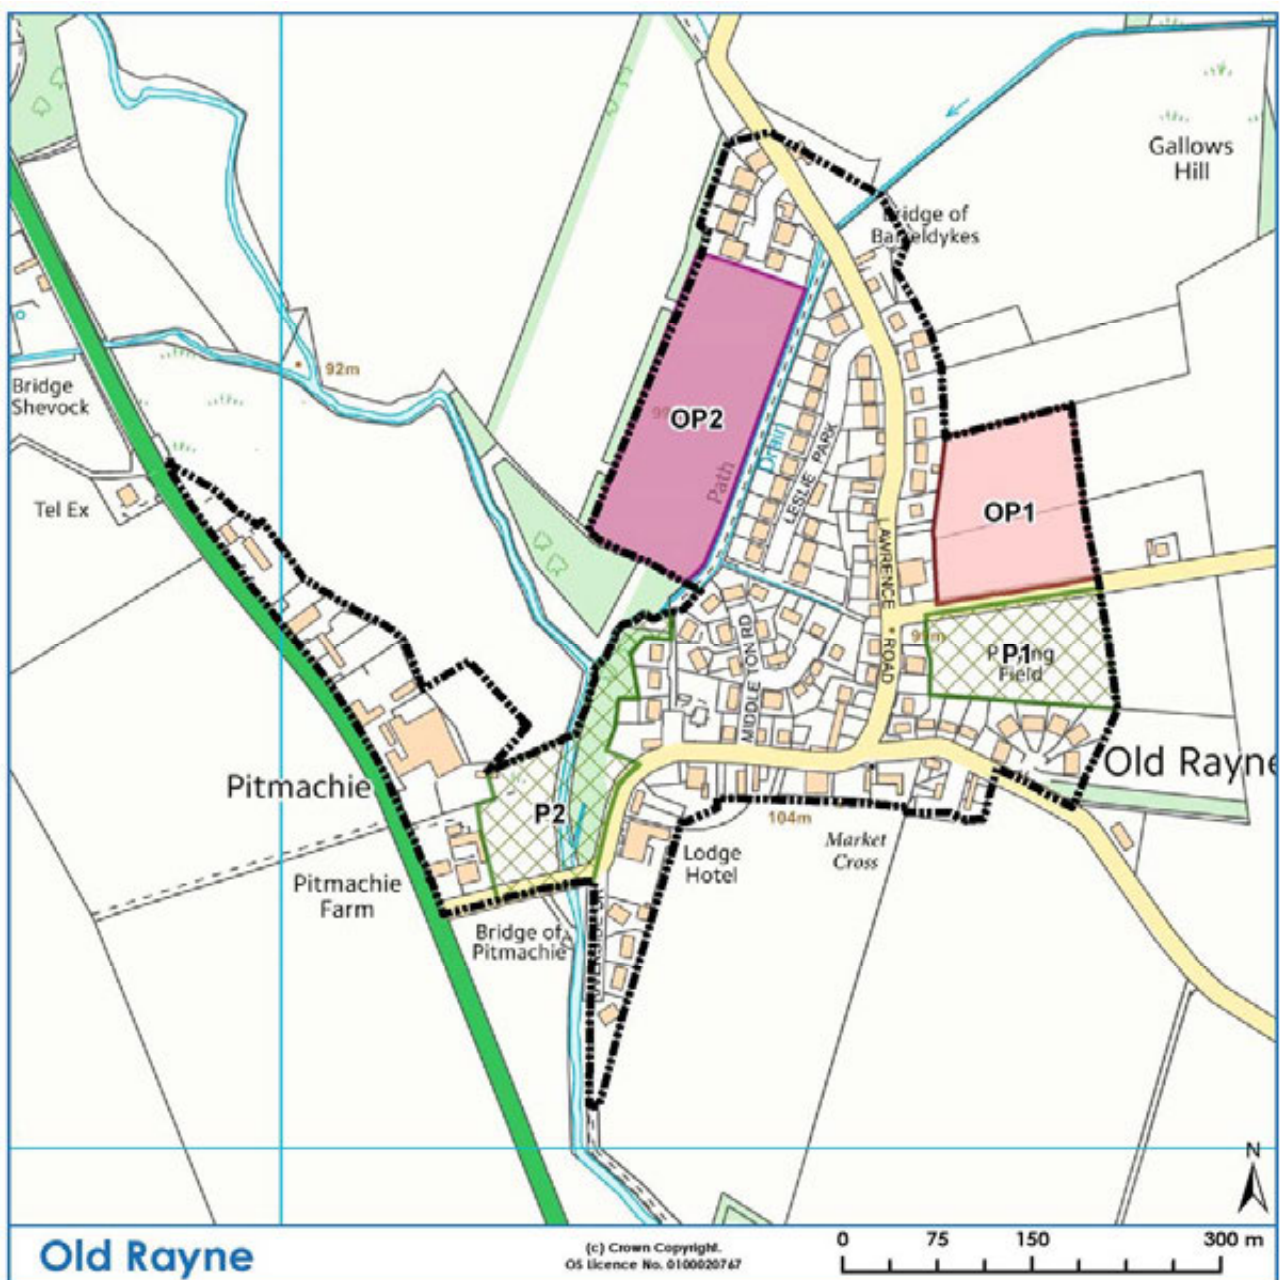 Gallows
Hill
Bridge of
Barreldykes
92m
Bridge
Shevock
OP2
Drain
Path
LESLIE PARK
LAWRENCE ROAD
OP1
Tel Ex
P1
Playing
Field
MIDDLETON RD
Old Rayne
Pitmachie
P2
104m
Market
Cross
Lodge
Hotel
Pitmachie
Farm
Bridge of
Pitmachie
N
Old Rayne
(c) Crown Copyright.
OS Licence No. 0100020767
0 75 150 300 m